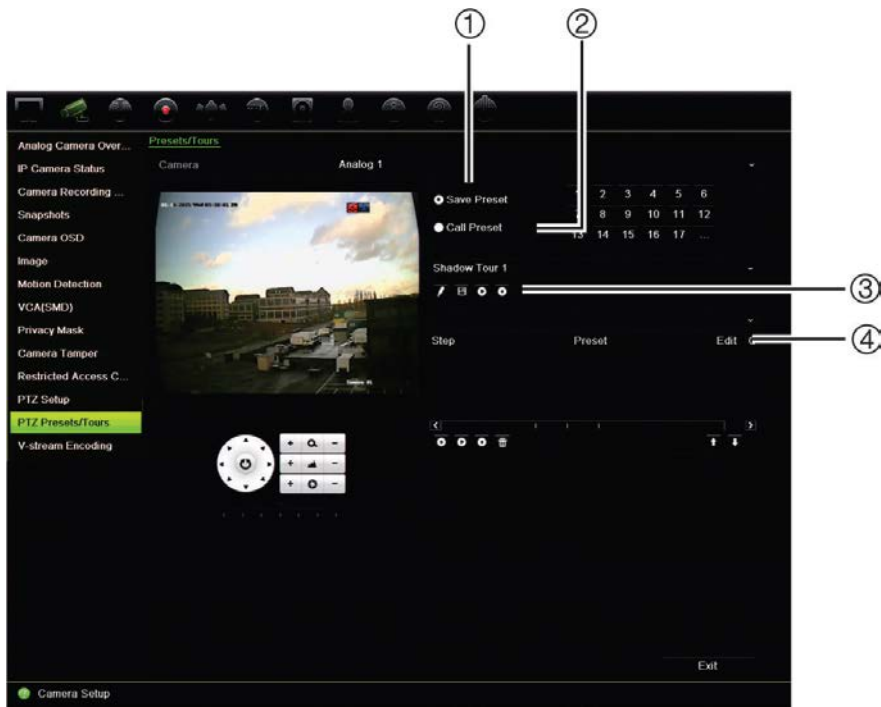 ① ②
Presets/Tours
Camera Analog 1
Analog Camera Over...
IP Camera Status
Camera Recording ...
Snapshots
Camera OSD
Image
Motion Detection
VCA(SMD)
Privacy Mask
Camera Tamper
Restricted Access C...
PTZ Setup
PTZ Presets/Tours
V-stream Encoding
Camera 01
Save Preset
Call Preset
1 2 3 4 5 6
8 9 10 11 12
13 14 15 16 17 ...
Shadow Tour 1
③
④
Step Preset Edit
Exit
Camera Setup